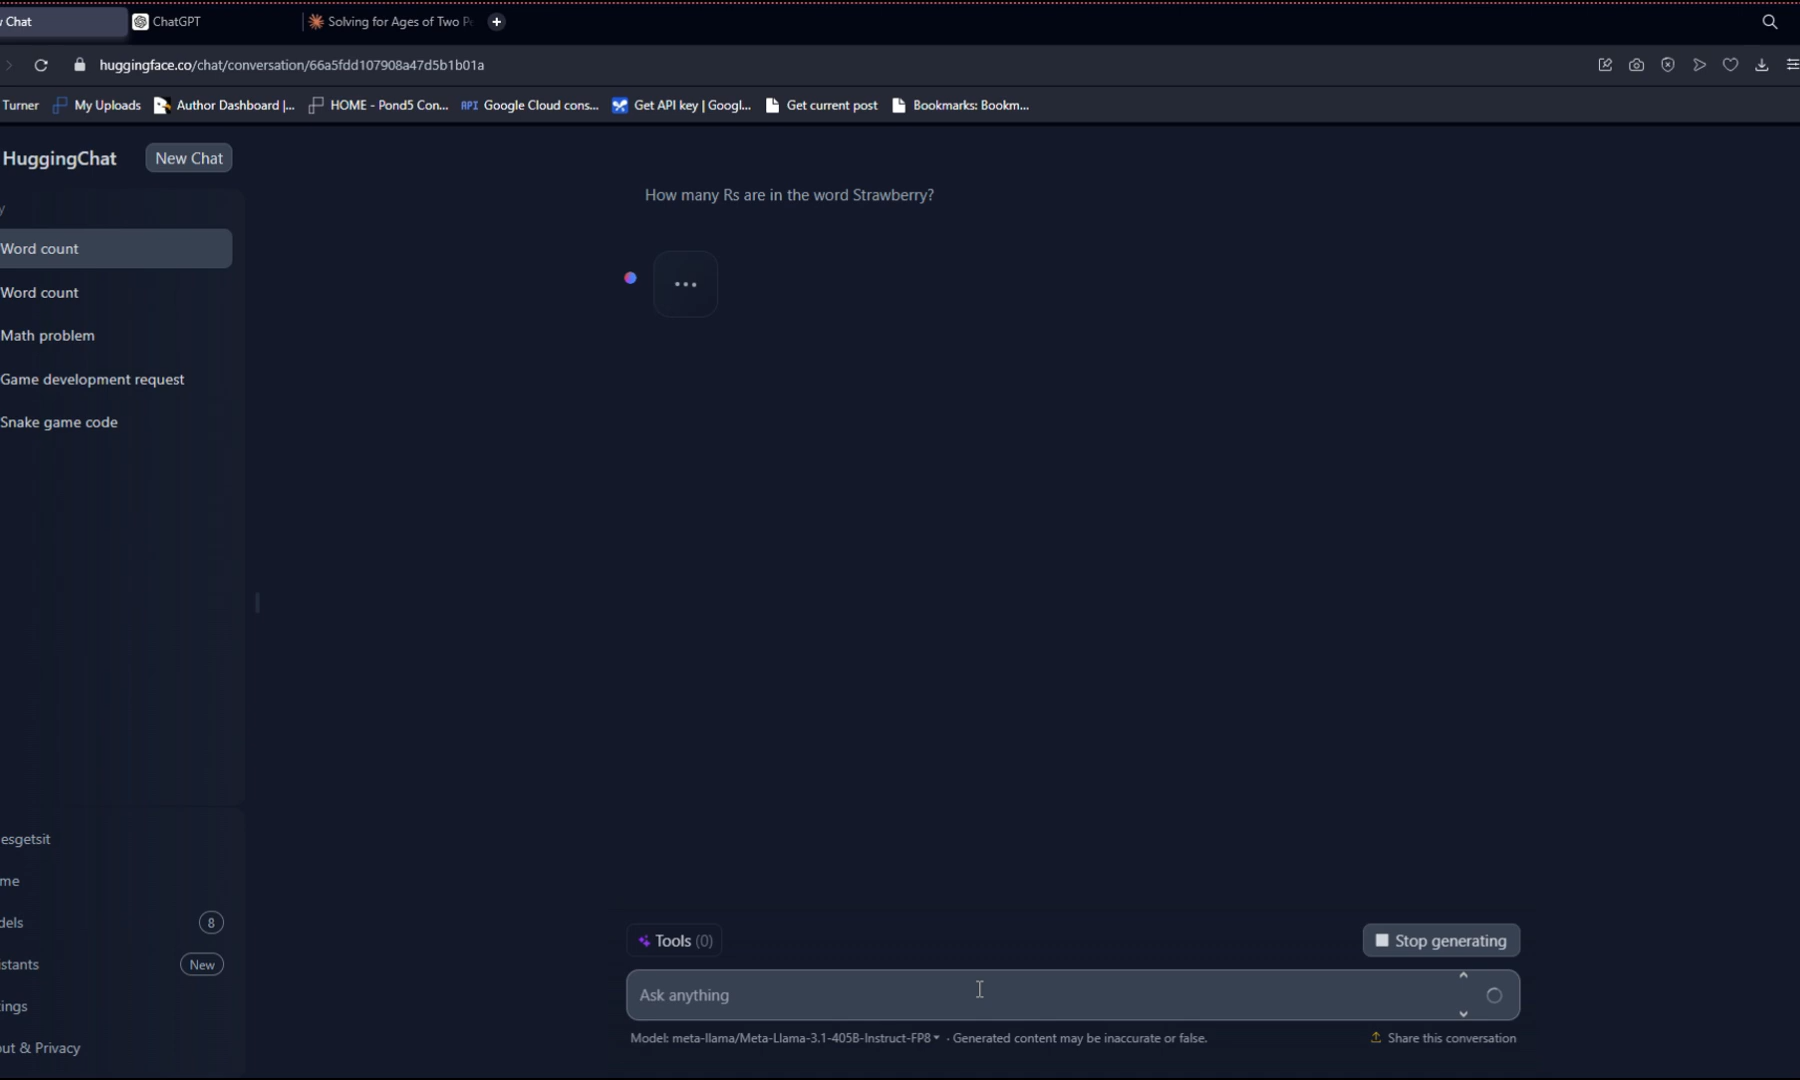 Chat
ChatGPT
Solving for Ages of Two
huggingface.co/chat/conversation/66a5fdd107908a47d5b1b01a
Turner
My Uploads
Author Dashboard |...
HOME - Pond5 Con...
API
Google Cloud cons...
Get API key | Googl...
Get current post
Bookmarks: Bookm...
HuggingChat
New Chat
How many Rs are in the word Strawberry?
y
Word count
Word count
Math problem
Game development request
Snake game code
esgetsit
me
dels
8
istants
New
ings
out & Privacy
Tools (0)
Stop generating
Ask anything
Model: meta-llama/Meta-Llama-3.1-405B-Instruct-FP8 · Generated content may be inaccurate or false.
Share this conversation